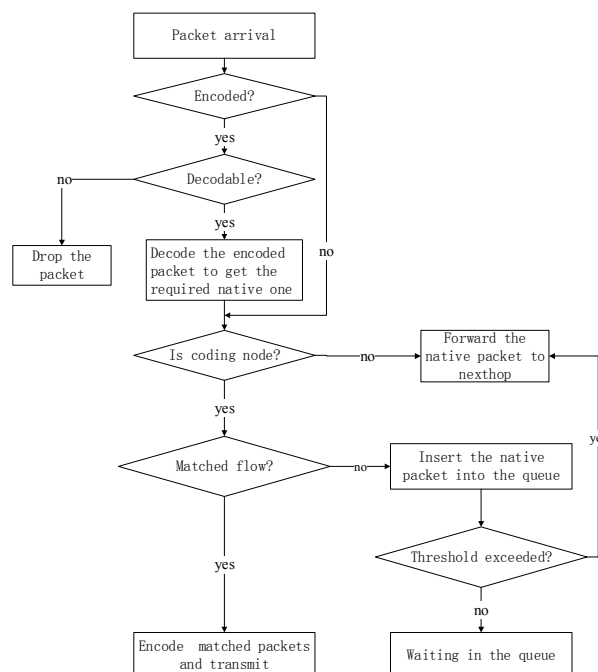 Packet arrival
Encoded?
yes
no
Decodable?
yes
no
Drop the
packet
Decode the encoded
packet to get the
required native one
Is coding node?
no
Forward the
native packet to
nexthop
yes
Matched flow?
no
Insert the native
packet into the queue
yes
Threshold exceeded?
no
Encode matched packets
and transmit
Waiting in the queue